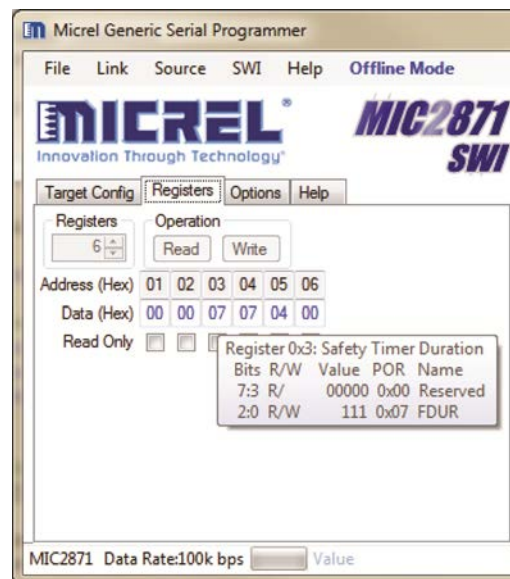 Micrel Generic Serial Programmer
File Link Source SWI Help Offline Mode
MICREL®
Innovation Through Technology®
MIC2871
SWI
Target Config Registers Options Help
Registers Operation
6 Read Write
Address (Hex) 01 02 03 04 05 06
Data (Hex) 00 00 07 07 04 00
Read Only
Register 0x3: Safety Timer Duration
Bits R/W Value POR Name
7:3 R/ 00000 0x00 Reserved
2:0 R/W 111 0x07 FDUR
MIC2871 Data Rate:100k bps Value